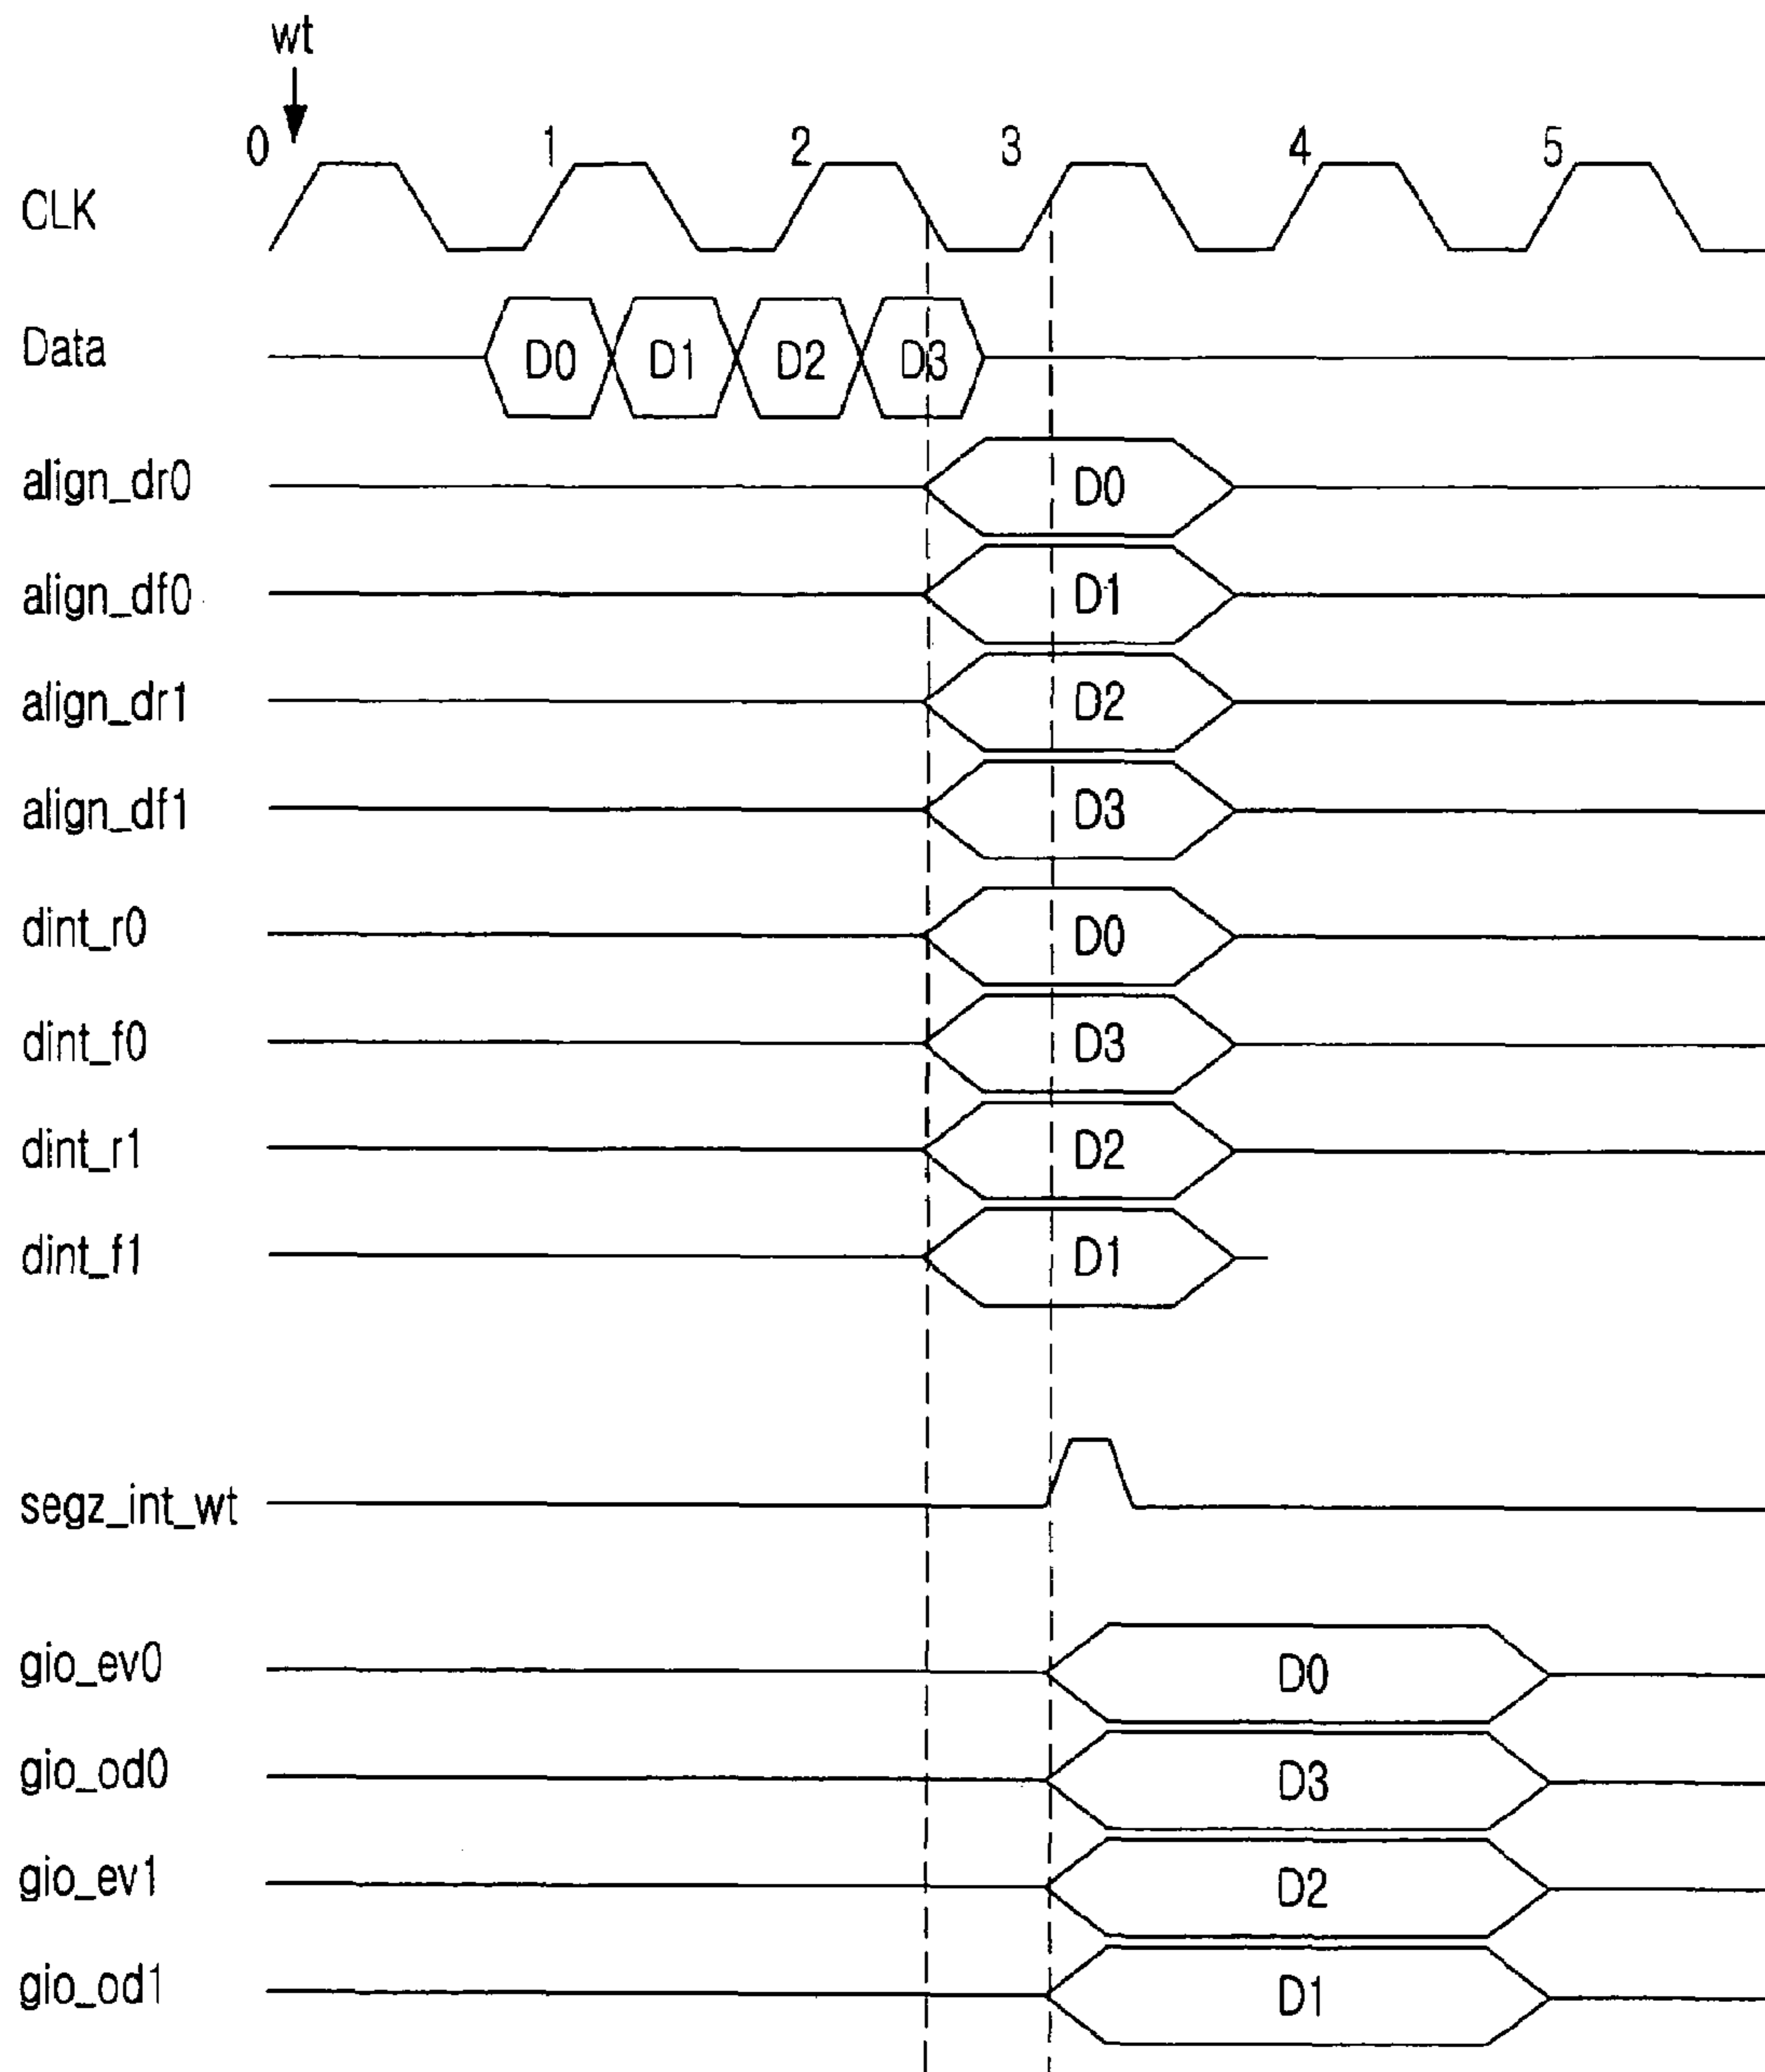 wt
0 1 2 3 4 5
CLK
Data D0 D1 D2 D3
align_dr0 D0
align_df0 D1
align_dr1 D2
align_df1 D3
dint_r0 D0
dint_f0 D3
dint_r1 D2
dint_f1 D1
segz_int_wt
gio_ev0 D0
gio_od0 D3
gio_ev1 D2
gio_od1 D1